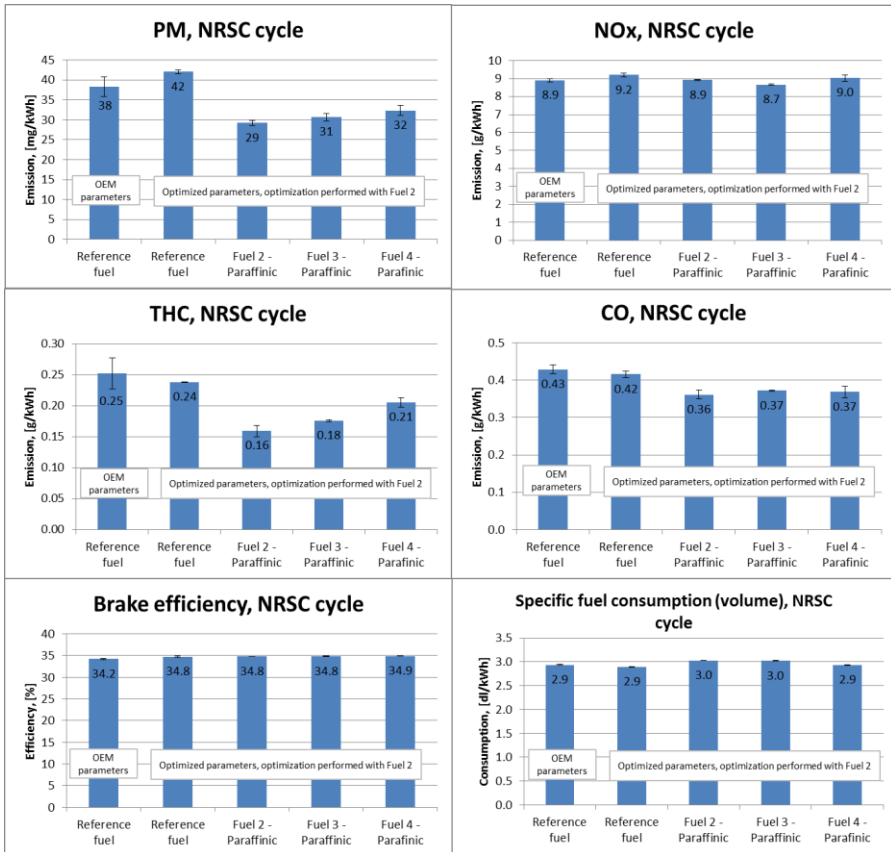 PM, NRSC cycle
Emission, [mg/kWh]
45
40
35
30
25
20
15
10
5
0
38
42
29
31
32
OEM
parameters
Optimized parameters, optimization performed with Fuel 2
Reference
fuel
Reference
fuel
Fuel 2 -
Paraffinic
Fuel 3 -
Paraffinic
Fuel 4 -
Parafinic
NOx, NRSC cycle
Emission, [g/kWh]
10
9
8
7
6
5
4
3
2
1
0
8.9
9.2
8.9
8.7
9.0
OEM
parameters
Optimized parameters, optimization performed with Fuel 2
Reference
fuel
Reference
fuel
Fuel 2 -
Paraffinic
Fuel 3 -
Paraffinic
Fuel 4 -
Parafinic
THC, NRSC cycle
Emission, [g/kWh]
0.30
0.25
0.20
0.15
0.10
0.05
0.00
0.25
0.24
0.16
0.18
0.21
OEM
parameters
Optimized parameters, optimization performed with Fuel 2
Reference
fuel
Reference
fuel
Fuel 2 -
Paraffinic
Fuel 3 -
Paraffinic
Fuel 4 -
Parafinic
CO, NRSC cycle
Emission, [g/kWh]
0.5
0.4
0.3
0.2
0.1
0.0
0.43
0.42
0.36
0.37
0.37
OEM
parameters
Optimized parameters, optimization performed with Fuel 2
Reference
fuel
Reference
fuel
Fuel 2 -
Paraffinic
Fuel 3 -
Paraffinic
Fuel 4 -
Parafinic
Brake efficiency, NRSC cycle
Efficiency, [%]
40
35
30
25
20
15
10
5
0
34.2
34.8
34.8
34.8
34.9
OEM
parameters
Optimized parameters, optimization performed with Fuel 2
Reference
fuel
Reference
fuel
Fuel 2 -
Paraffinic
Fuel 3 -
Paraffinic
Fuel 4 -
Parafinic
Specific fuel consumption (volume), NRSC
cycle
Consumption, [dl/kWh]
3.5
3.0
2.5
2.0
1.5
1.0
0.5
0.0
2.9
2.9
3.0
3.0
2.9
OEM
parameters
Optimized parameters, optimization performed with Fuel 2
Reference
fuel
Reference
fuel
Fuel 2 -
Paraffinic
Fuel 3 -
Paraffinic
Fuel 4 -
Parafinic